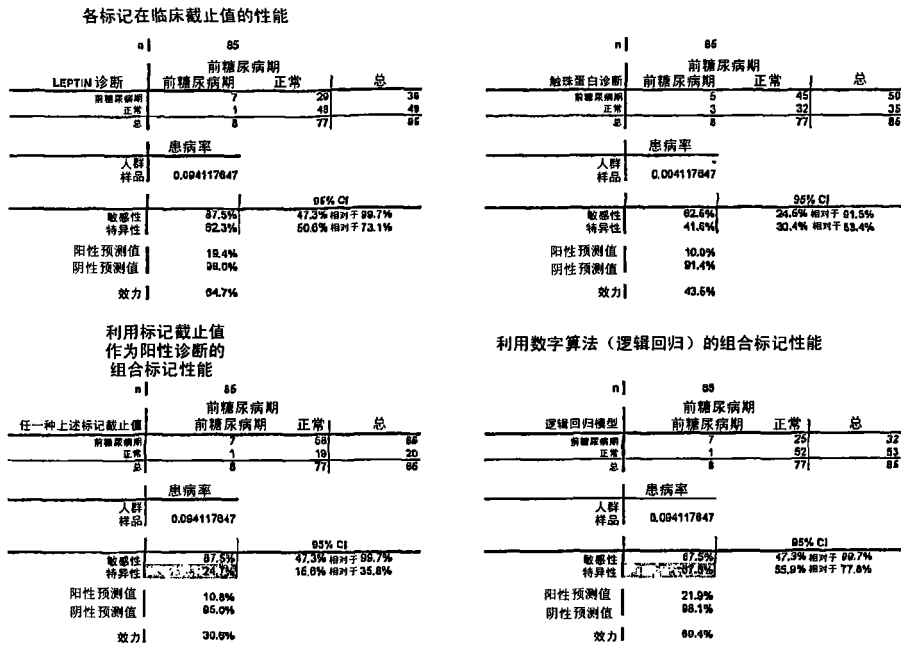 各标记在临床截止值的性能
n 85
前糖尿病期
LEPTIN 诊断 前糖尿病期 正常 总
前糖尿病期 7 29 36
正常 1 48 49
总 8 77 85
患病率
人群
样品 0.094117647
95% CI
敏感性 87.5% 47.3% 相对于 99.7%
特异性 62.3% 50.6% 相对于 73.1%
阳性预测值 19.4%
阴性预测值 98.0%
效力 64.7%
n 85
前糖尿病期
触珠蛋白诊断 前糖尿病期 正常 总
前糖尿病期 5 45 50
正常 3 32 35
总 8 77 85
患病率
人群
样品 0.094117647
95% CI
敏感性 62.5% 24.5% 相对于 91.5%
特异性 41.6% 30.4% 相对于 53.4%
阳性预测值 10.0%
阴性预测值 91.4%
效力 43.5%
利用标记截止值
作为阳性诊断的
组合标记性能
n 85
前糖尿病期
任一种上述标记截止值 前糖尿病期 正常 总
前糖尿病期 7 58 65
正常 1 19 20
总 8 77 85
患病率
人群
样品 0.094117647
95% CI
敏感性 87.5% 47.3% 相对于 99.7%
特异性 24.7% 15.6% 相对于 35.8%
阳性预测值 10.8%
阴性预测值 95.0%
效力 30.6%
利用数字算法（逻辑回归）的组合标记性能
n 85
前糖尿病期
逻辑回归模型 前糖尿病期 正常 总
前糖尿病期 7 25 32
正常 1 52 53
总 8 77 85
患病率
人群
样品 0.094117647
95% CI
敏感性 87.5% 47.3% 相对于 99.7%
特异性 55.9% 相对于 77.8%
阳性预测值 21.9%
阴性预测值 98.1%
效力 69.4%